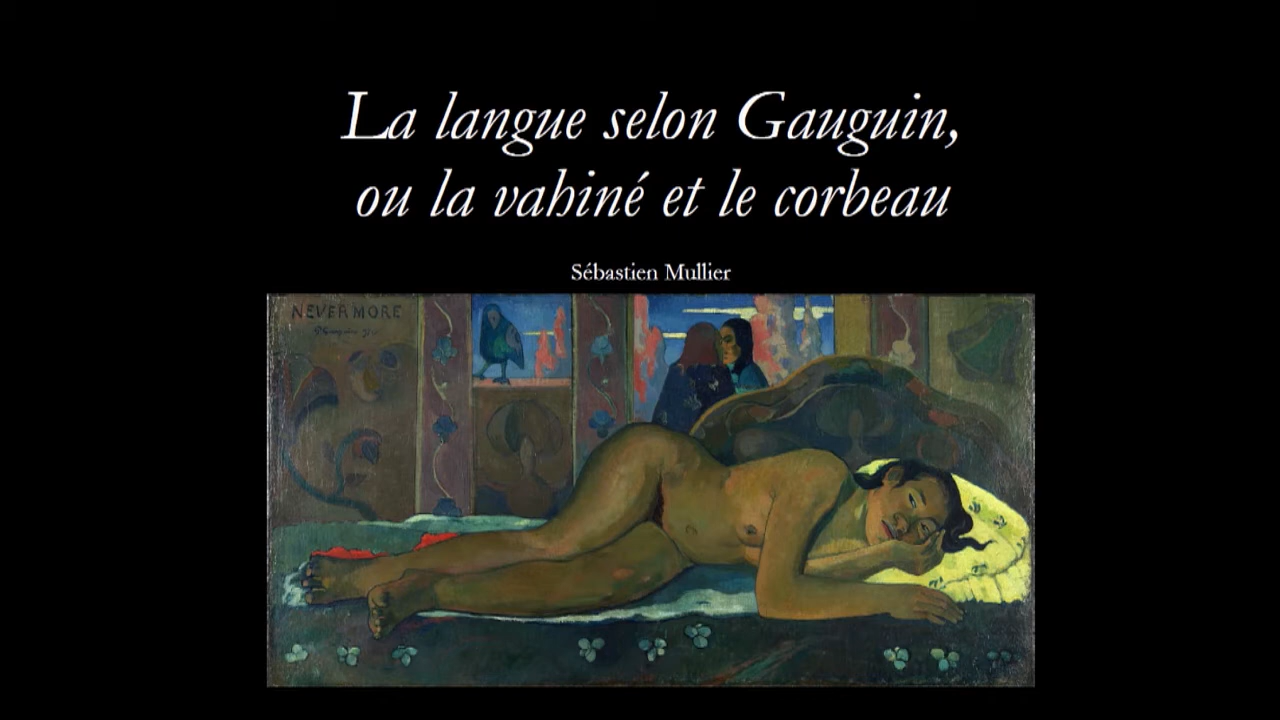 La langue selon Gauguin,
ou la vahiné et le corbeau
Sébastien Mullier
NEVERMORE